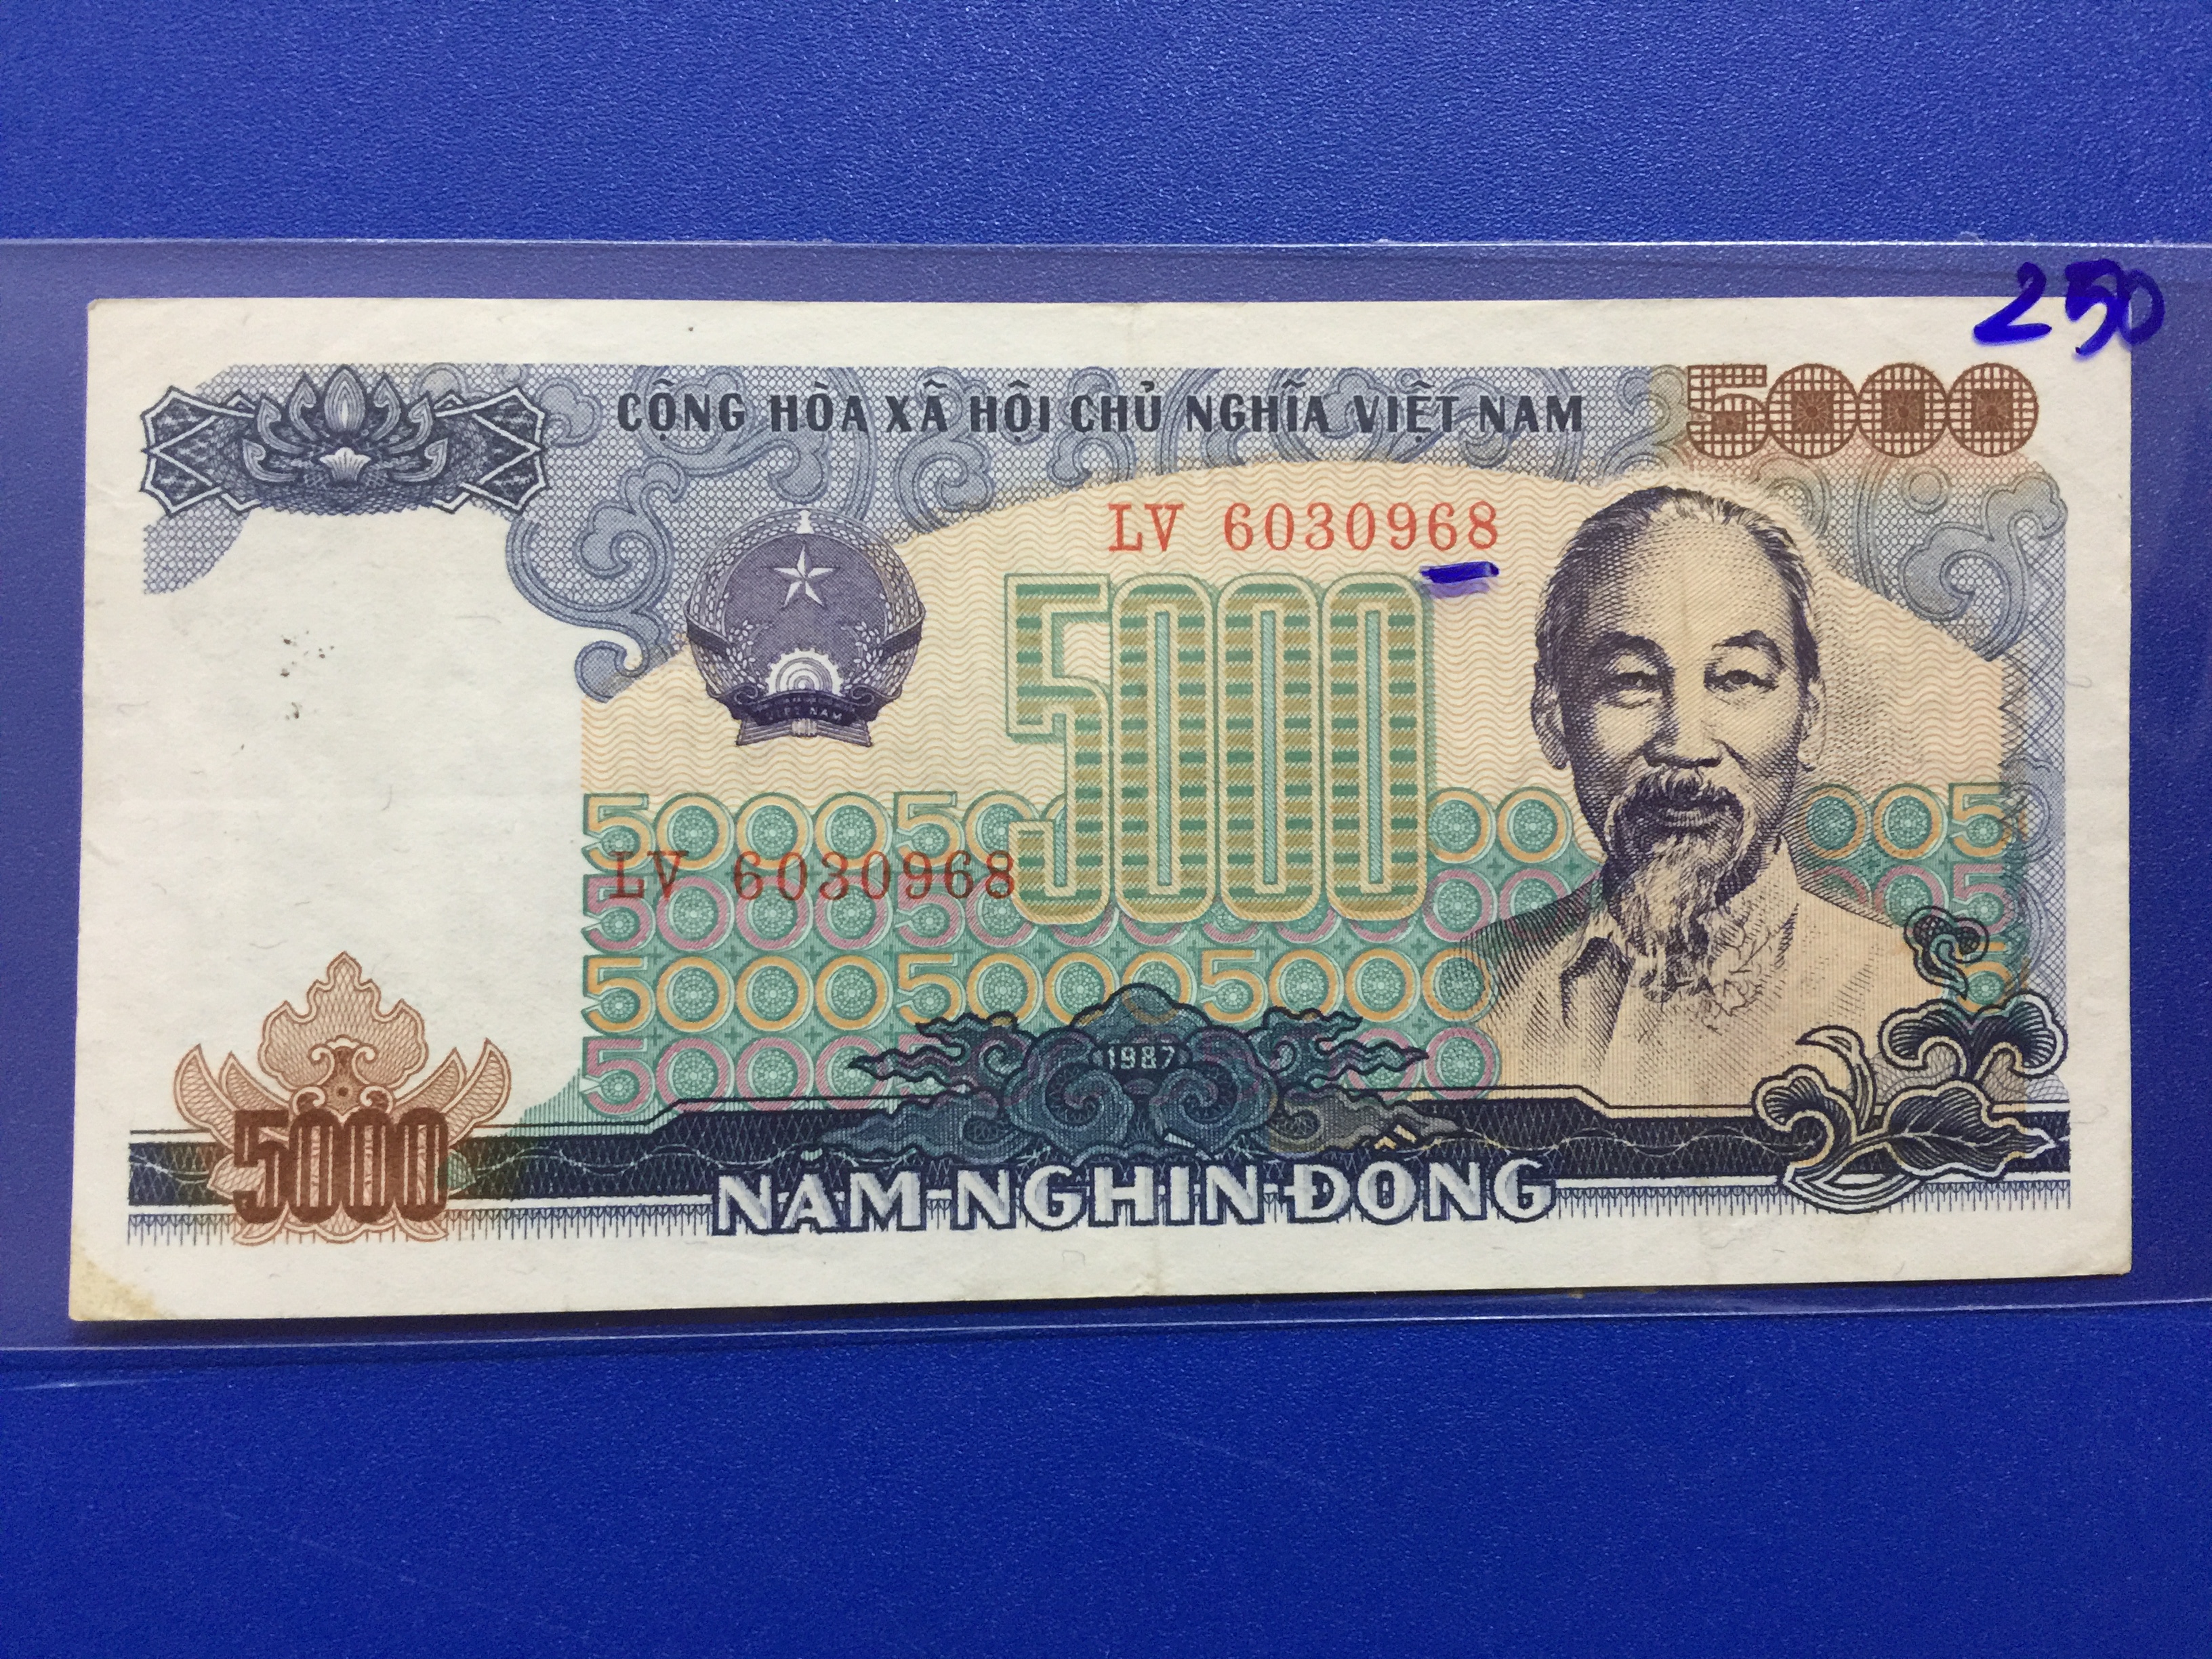 250
CỘNG HÒA XÃ HỘI CHỦ NGHĨA VIỆT NAM
5000
LV 6030968
VIỆT NAM
5000
LV 6030968
1987
5000
NĂM NGHÌN ĐỒNG